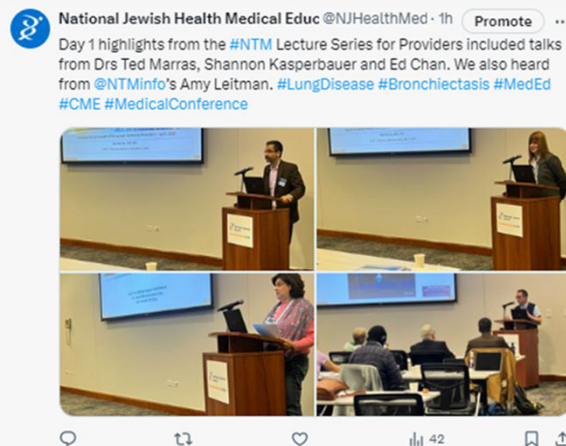 National Jewish Health Medical Educ @NJHealthMed · 1h Promote
Day 1 highlights from the #NTM Lecture Series for Providers included talks
from Drs Ted Marras, Shannon Kasperbauer and Ed Chan. We also heard
from @NTMinfo's Amy Leitman. #LungDisease #Bronchiectasis #MedEd
#CME #MedicalConference
42